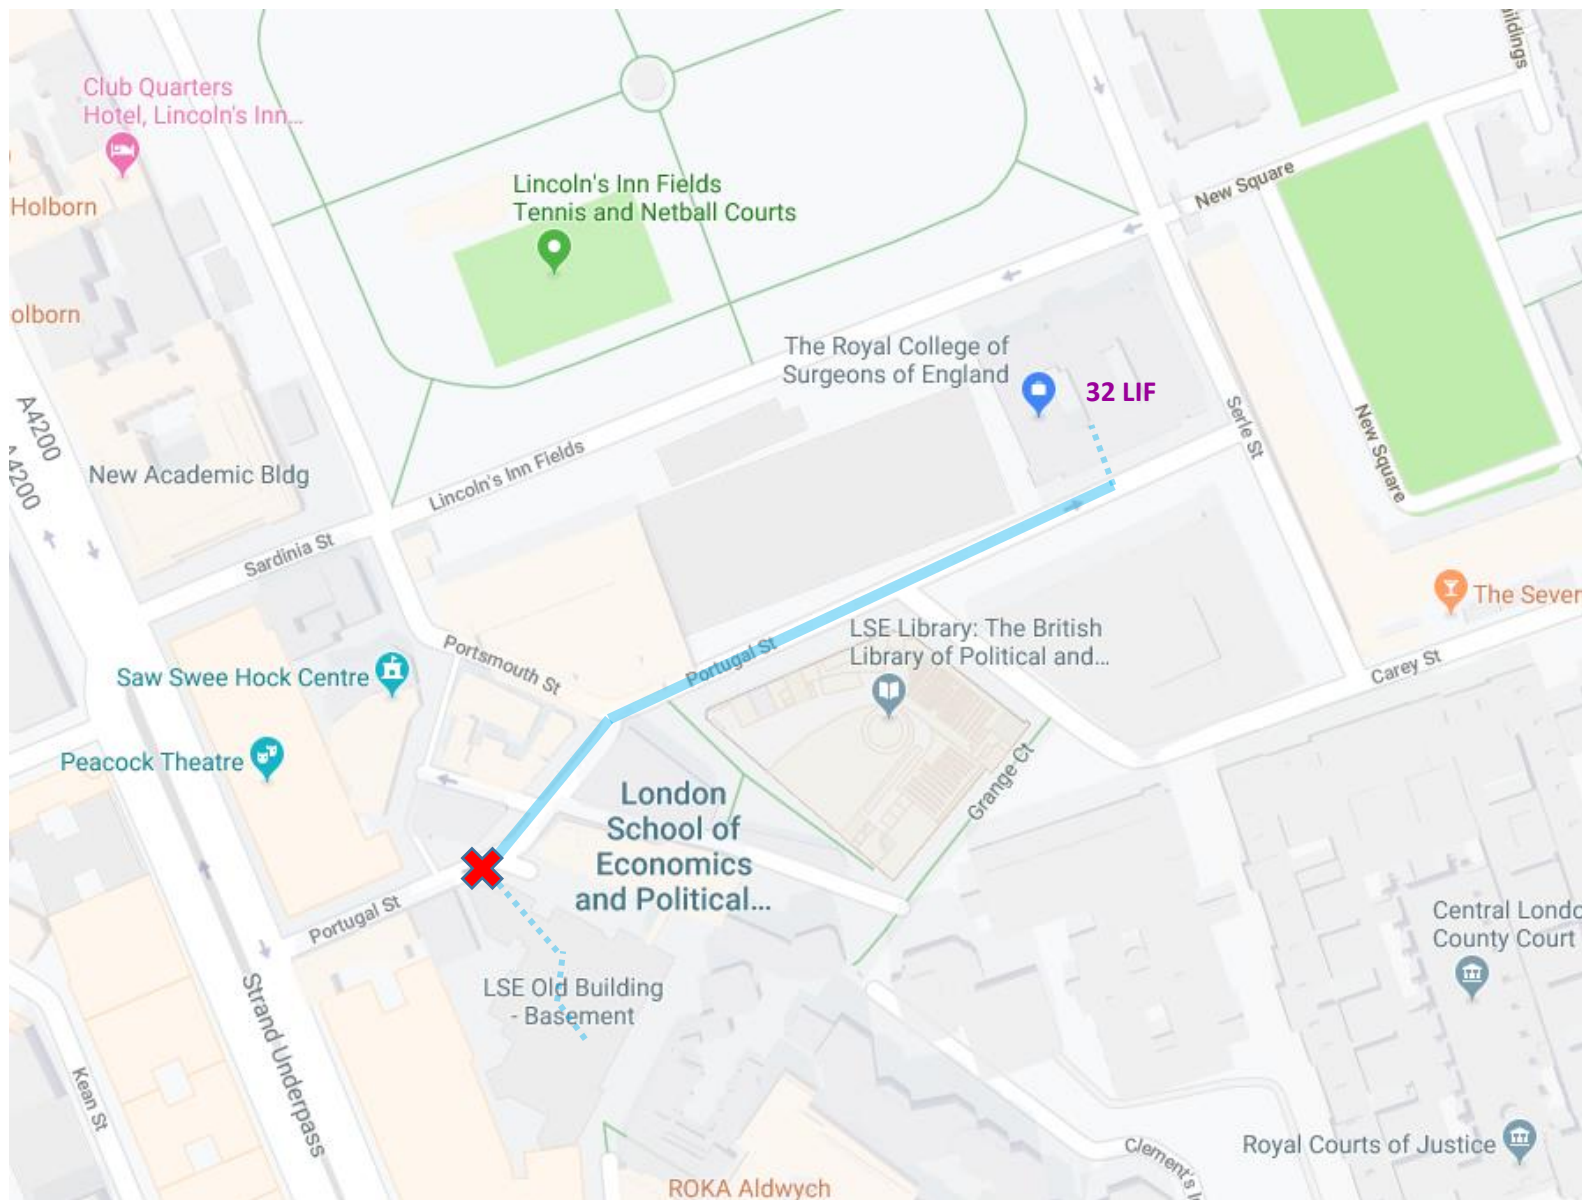 Club Quarters
Hotel, Lincoln's Inn...
ildings
Holborn
Lincoln's Inn Fields
Tennis and Netball Courts
New Square
olborn
The Royal College of
Surgeons of England
32 LIF
Serle St
New Square
A4200
A4200
New Academic Bldg
Lincoln's Inn Fields
Sardinia St
The Sever
Portsmouth St
Portugal St
LSE Library: The British
Library of Political and...
Carey St
Saw Swee Hock Centre
Peacock Theatre
Grange Ct
London
School of
Economics
and Political...
Portugal St
Central Londo
County Court
LSE Old Building
- Basement
Strand Underpass
Kean St
Clement's I
Royal Courts of Justice
ROKA Aldwych